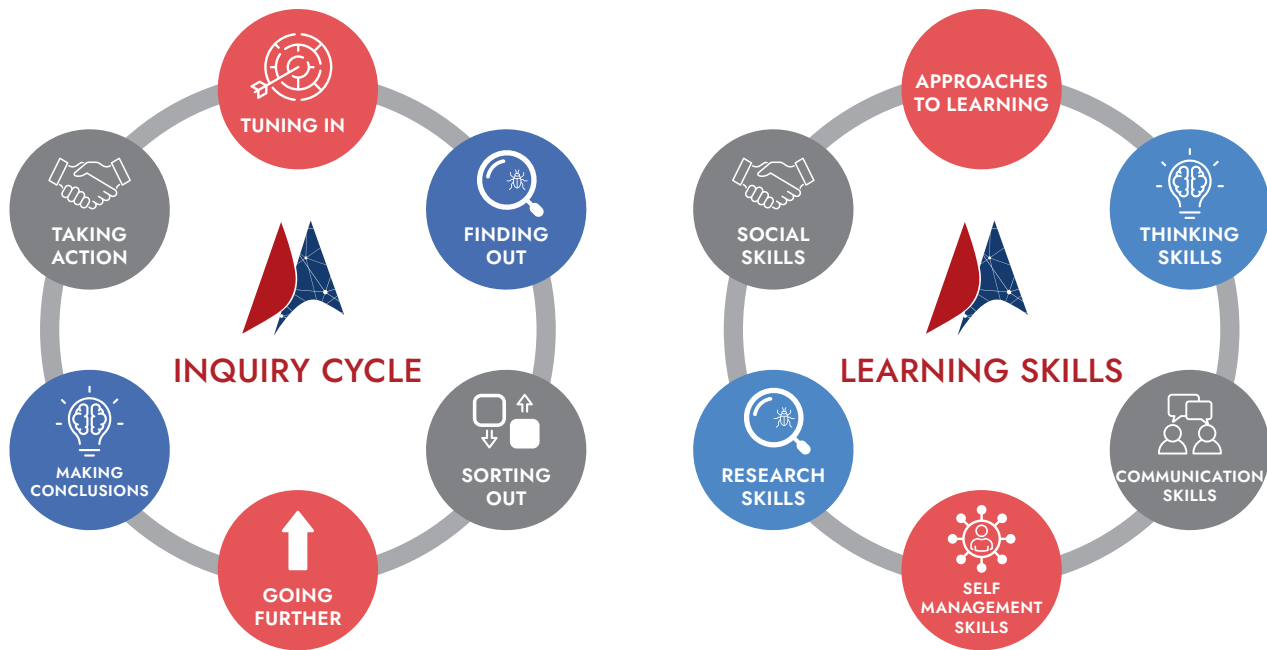 TUNING IN
FINDING
OUT
SORTING
OUT
GOING
FURTHER
MAKING
CONCLUSIONS
TAKING
ACTION
INQUIRY CYCLE
APPROACHES
TO LEARNING
THINKING
SKILLS
COMMUNICATION
SKILLS
SELF
MANAGEMENT
SKILLS
RESEARCH
SKILLS
SOCIAL
SKILLS
LEARNING SKILLS